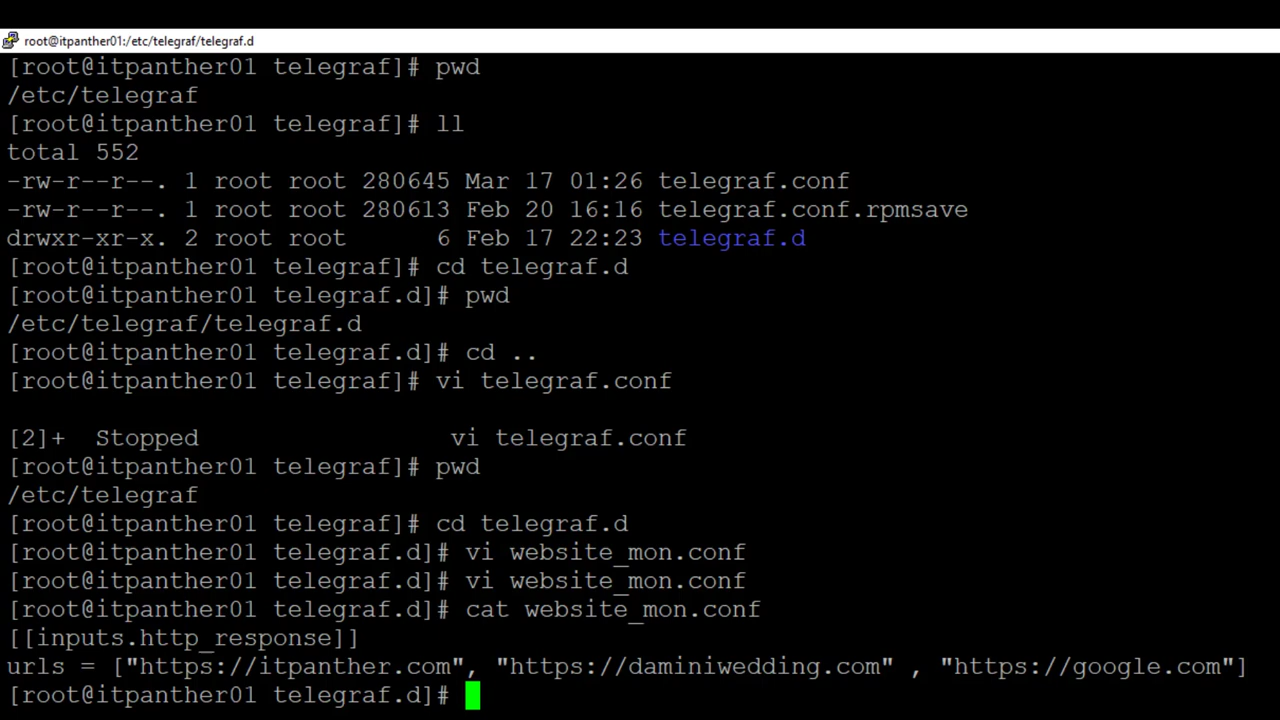 root@itpanther01:/etc/telegraf/telegraf.d
[root@itpanther01 telegraf]# pwd
/etc/telegraf
[root@itpanther01 telegraf]# ll
total 552
-rw-r--r--. 1 root root 280645 Mar 17 01:26 telegraf.conf
-rw-r--r--. 1 root root 280613 Feb 20 16:16 telegraf.conf.rpmsave
drwxr-xr-x. 2 root root      6 Feb 17 22:23 telegraf.d
[root@itpanther01 telegraf]# cd telegraf.d
[root@itpanther01 telegraf.d]# pwd
/etc/telegraf/telegraf.d
[root@itpanther01 telegraf.d]# cd ..
[root@itpanther01 telegraf]# vi telegraf.conf
[2]+  Stopped                 vi telegraf.conf
[root@itpanther01 telegraf]# pwd
/etc/telegraf
[root@itpanther01 telegraf]# cd telegraf.d
[root@itpanther01 telegraf.d]# vi website_mon.conf
[root@itpanther01 telegraf.d]# vi website_mon.conf
[root@itpanther01 telegraf.d]# cat website_mon.conf
[[inputs.http_response]]
urls = ["https://itpanther.com", "https://daminiwedding.com" , "https://google.com"]
[root@itpanther01 telegraf.d]#